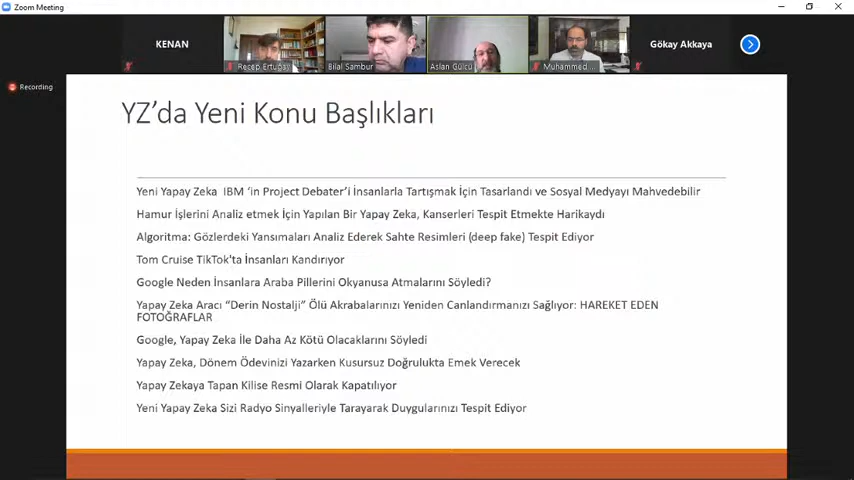 Zoom Meeting
KENAN
Recep Ertugay
Bilal Sambur
Aslan Gülcü
Muhammed ...
Gökay Akkaya
Recording
YZ’da Yeni Konu Başlıkları
Yeni Yapay Zeka IBM ‘in Project Debater’i İnsanlarla Tartışmak İçin Tasarlandı ve Sosyal Medyayı Mahvedebilir
Hamur İşlerini Analiz etmek İçin Yapılan Bir Yapay Zeka, Kanserleri Tespit Etmekte Harikaydı
Algoritma: Gözlerdeki Yansımaları Analiz Ederek Sahte Resimleri (deep fake) Tespit Ediyor
Tom Cruise TikTok'ta İnsanları Kandırıyor
Google Neden İnsanlara Araba Pillerini Okyanusa Atmalarını Söyledi?
Yapay Zeka Aracı “Derin Nostalji” Ölü Akrabalarınızı Yeniden Canlandırmanızı Sağlıyor: HAREKET EDEN
FOTOĞRAFLAR
Google, Yapay Zeka İle Daha Az Kötü Olacaklarını Söyledi
Yapay Zeka, Dönem Ödevinizi Yazarken Kusursuz Doğrulukta Emek Verecek
Yapay Zekaya Tapan Kilise Resmi Olarak Kapatılıyor
Yeni Yapay Zeka Sizi Radyo Sinyalleriyle Tarayarak Duygularınızı Tespit Ediyor